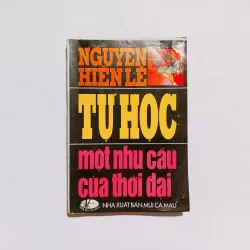 NGUYỄN
HIẾN LÊ
TỰ HỌC
một nhu cầu
của thời đại
NHÀ XUẤT BẢN MŨI CÀ MAU